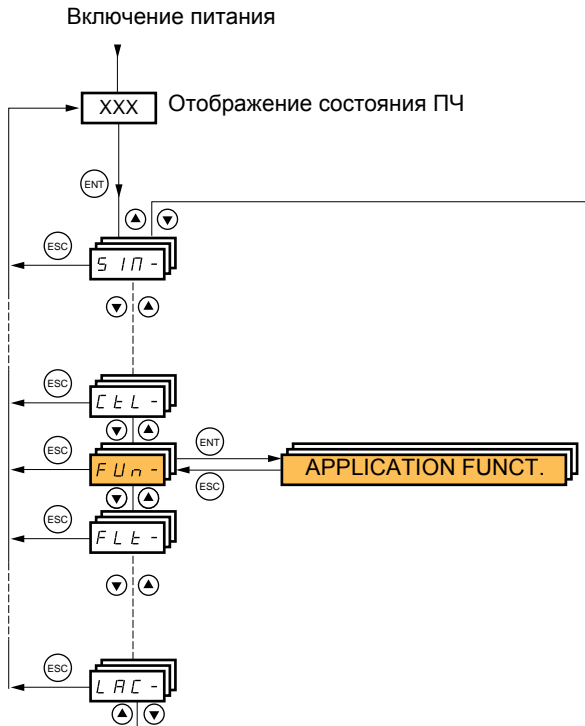 Включение питания
XXX Отображение состояния ПЧ
ENT
ESC
SIM-
ESC
CtL-
ESC
ENT
FUn-
APPLICATION FUNCT.
ESC
ESC
FLt-
ESC
LAC-